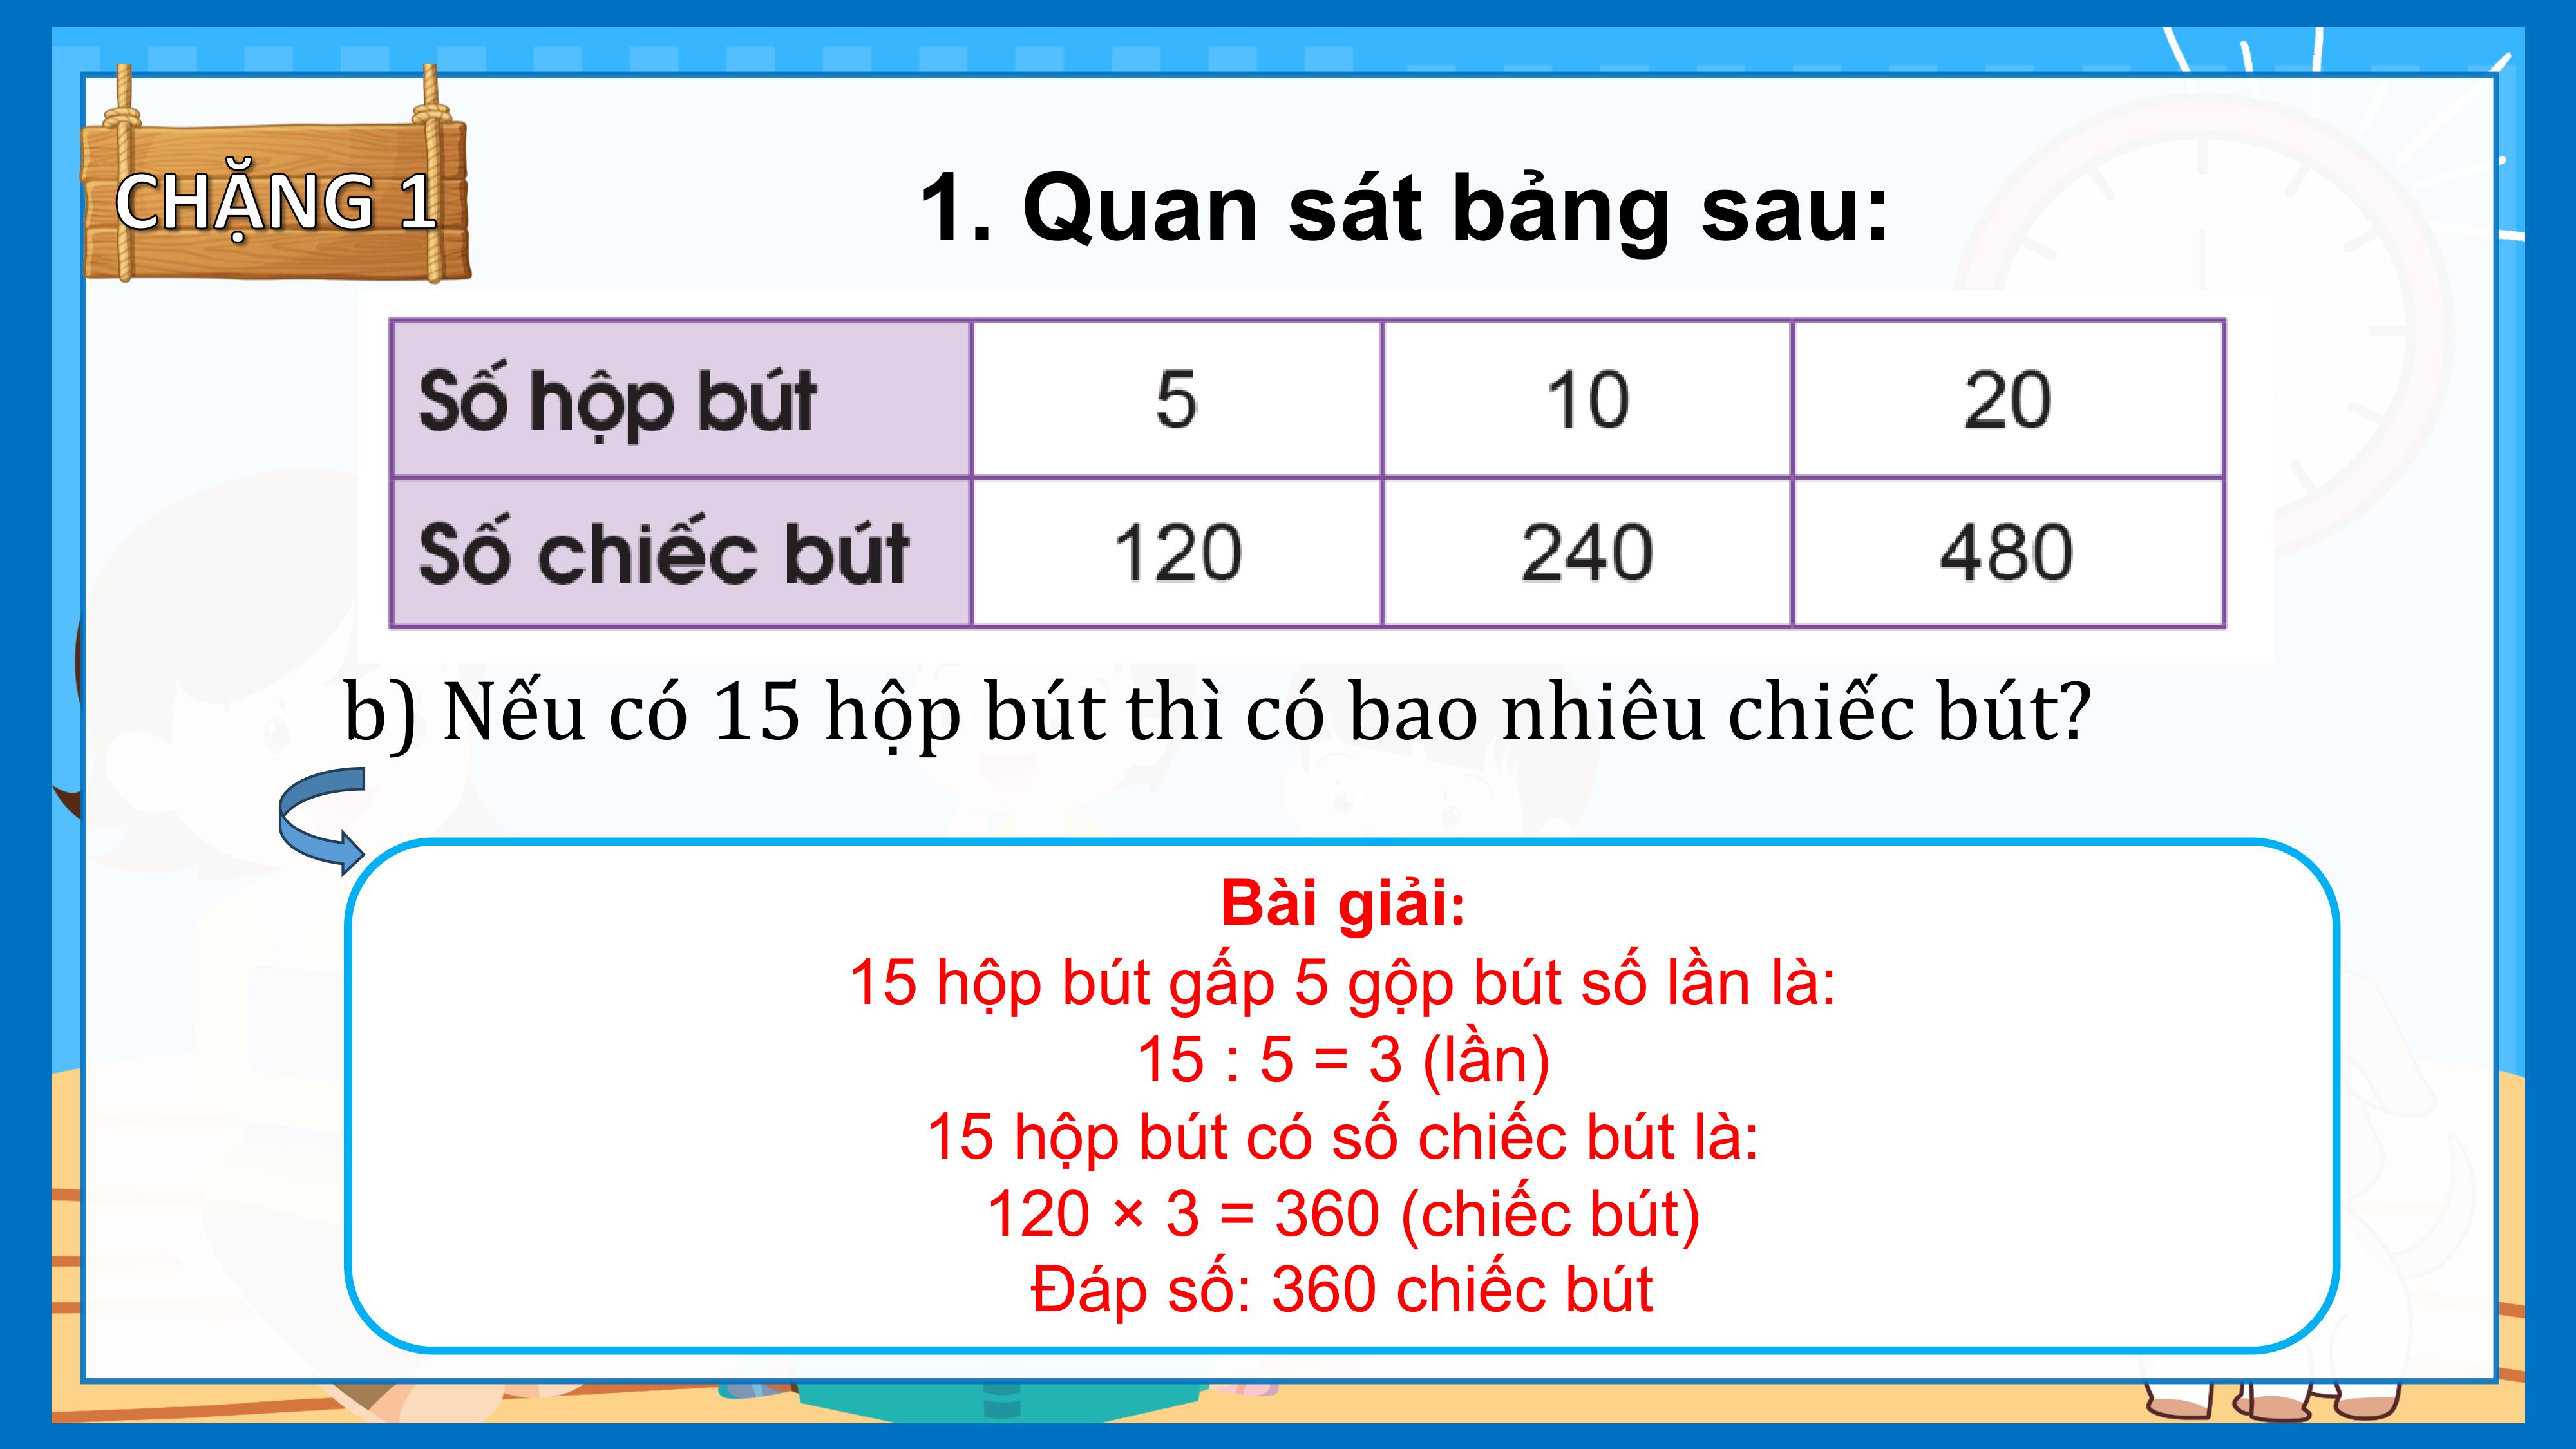 CHẶNG 1
1. Quan sát bảng sau:
Số hộp bút 5 10 20
Số chiếc bút 120 240 480
b) Nếu có 15 hộp bút thì có bao nhiêu chiếc bút?
Bài giải:
15 hộp bút gấp 5 gộp bút số lần là:
15 : 5 = 3 (lần)
15 hộp bút có số chiếc bút là:
120 × 3 = 360 (chiếc bút)
Đáp số: 360 chiếc bút